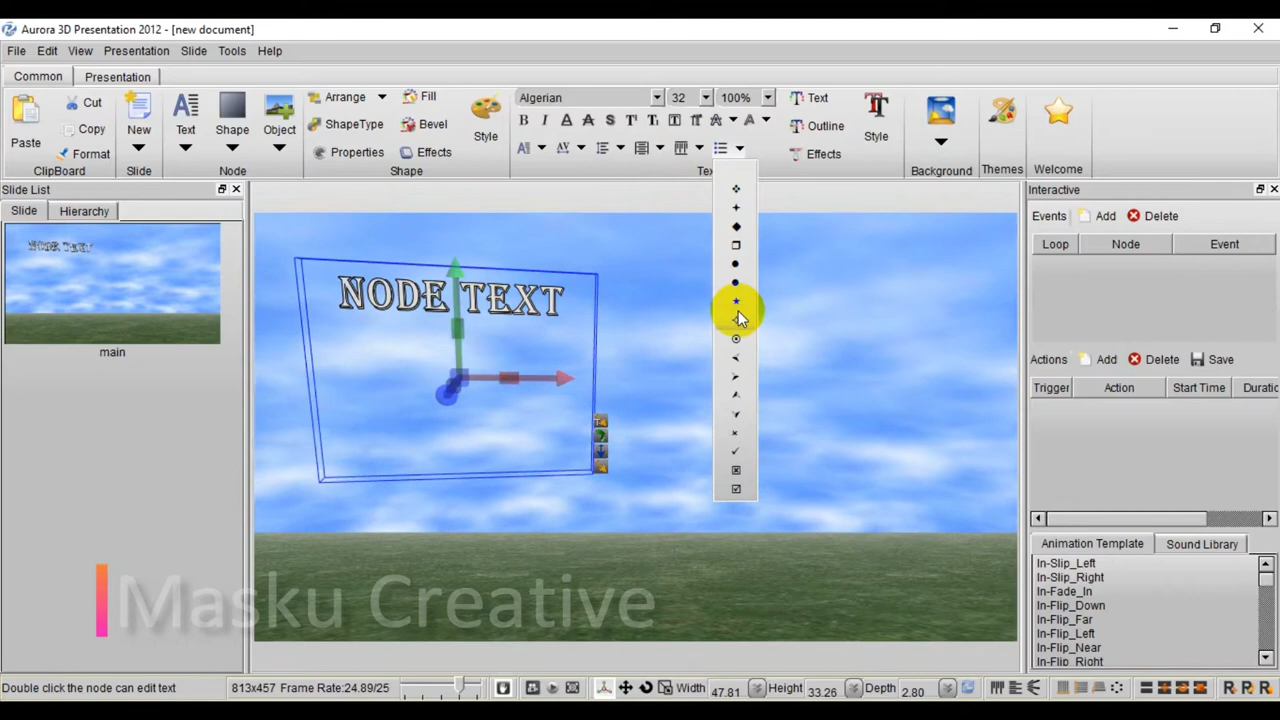 Aurora 3D Presentation 2012 - [new document]
File Edit View Presentation Slide Tools Help
Common Presentation
Paste Cut Copy Format ClipBoard
New Slide
Text Shape Object Node
Arrange ShapeType Properties Fill Bevel Effects Style Shape
Algerian 32 100%
Text Outline Effects Style
Background Themes Welcome
Slide List
Slide Hierarchy
NODE TEXT
main
NODE TEXT
Interactive
Events Add Delete
Loop Node Event
Actions Add Delete Save
Trigger Action Start Time Duratio
Animation Template Sound Library
In-Slip_Left
In-Slip_Right
In-Fade_In
In-Flip_Down
In-Flip_Far
In-Flip_Left
In-Flip_Near
In-Flip_Right
Masku Creative
Double click the node can edit text 813x457 Frame Rate:24.89/25 Width 47.81 Height 33.26 Depth 2.80